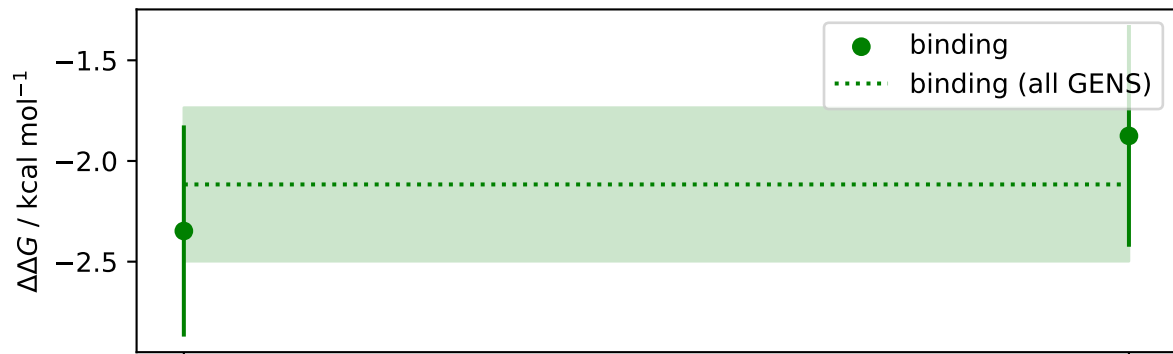 binding
binding (all GENS)
−1.5
−2.0
−2.5
ΔΔG / kcal mol⁻¹